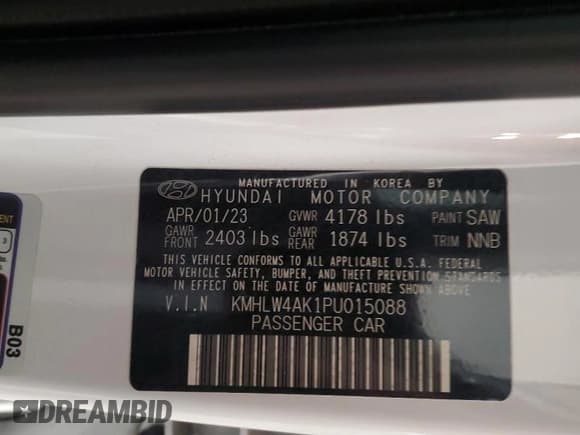 MANUFACTURED IN KOREA BY
HYUNDAI MOTOR COMPANY
APR/01/23 GVWR 4178 lbs PAINT SAW
GAWR FRONT 2403 lbs GAWR REAR 1874 lbs TRIM NNB
THIS VEHICLE CONFORMS TO ALL APPLICABLE U.S.A. FEDERAL
MOTOR VEHICLE SAFETY, BUMPER, AND THEFT PREVENTION STANDARDS
IN EFFECT ON THE DATE OF MANUFACTURE SHOWN ABOVE
V.I.N KMHLW4AK1PU015088
PASSENGER CAR
B03
DREAMBID